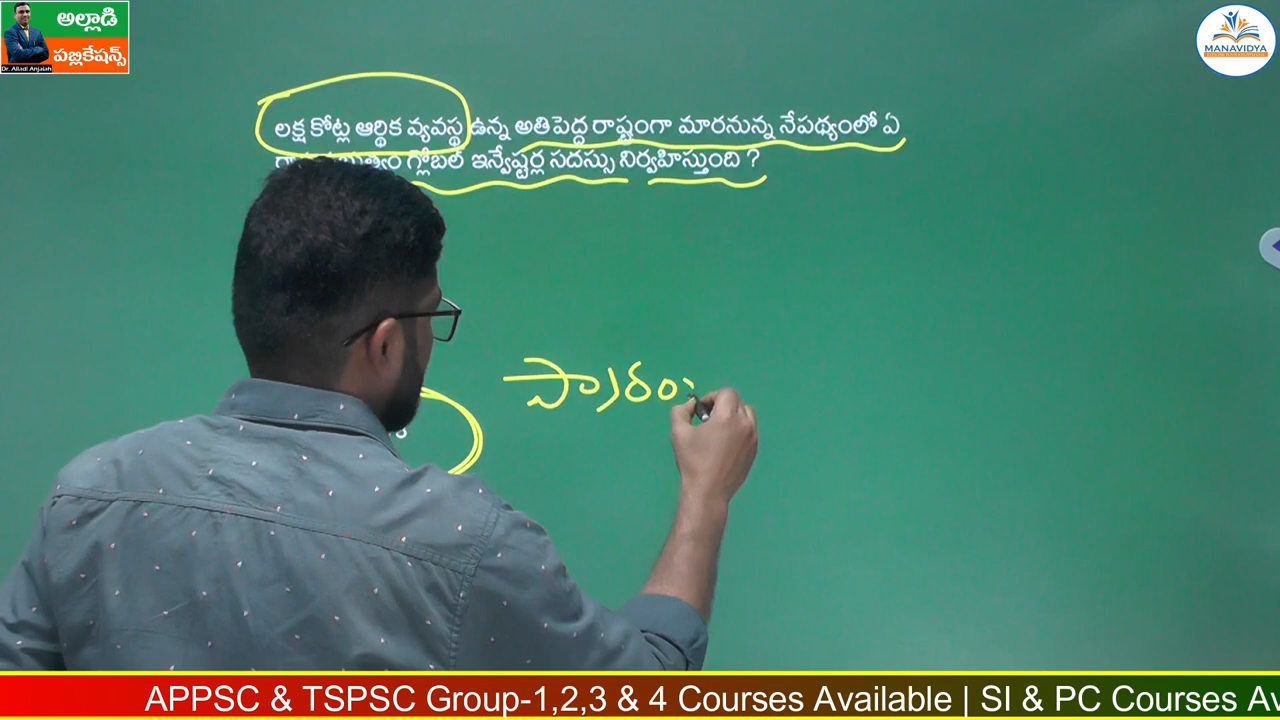 అల్లాడి
పబ్లికేషన్స్
Dr. Alladi Anjaiah
MANAVIDYA
లక్ష కోట్ల ఆర్థిక వ్యవస్థ ఉన్న అతి పెద్ద రాష్ట్రంగా మారనున్న నేపథ్యంలో ఏ
గ్లోబల్ ఇన్వేష్టర్ల సదస్సు నిర్వహిస్తుంది ?
APPSC & TSPSC Group-1,2,3 & 4 Courses Available | SI & PC Courses Av